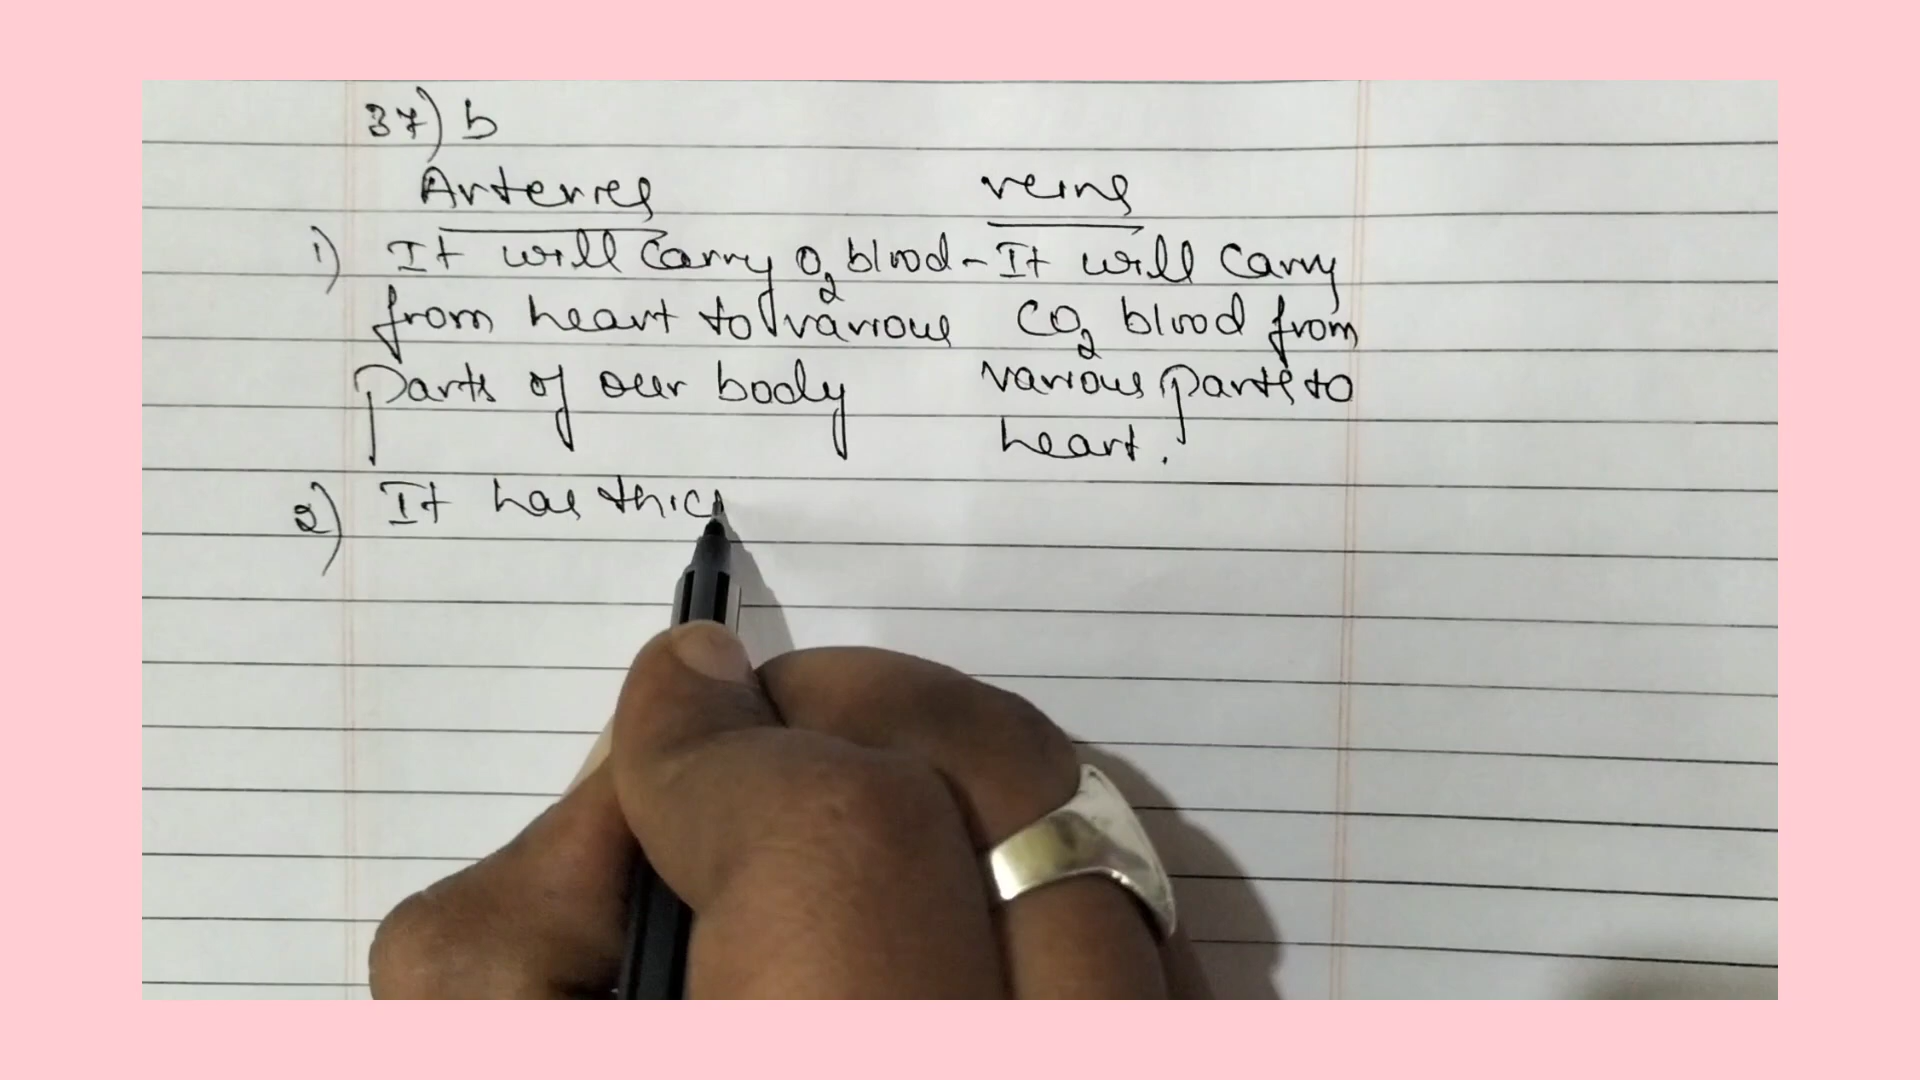 37) b
Arteries veins
1) It will carry O2 blood - It will carry
from heart to various CO2 blood from
parts of our body various parts to
heart.
2) It has thic